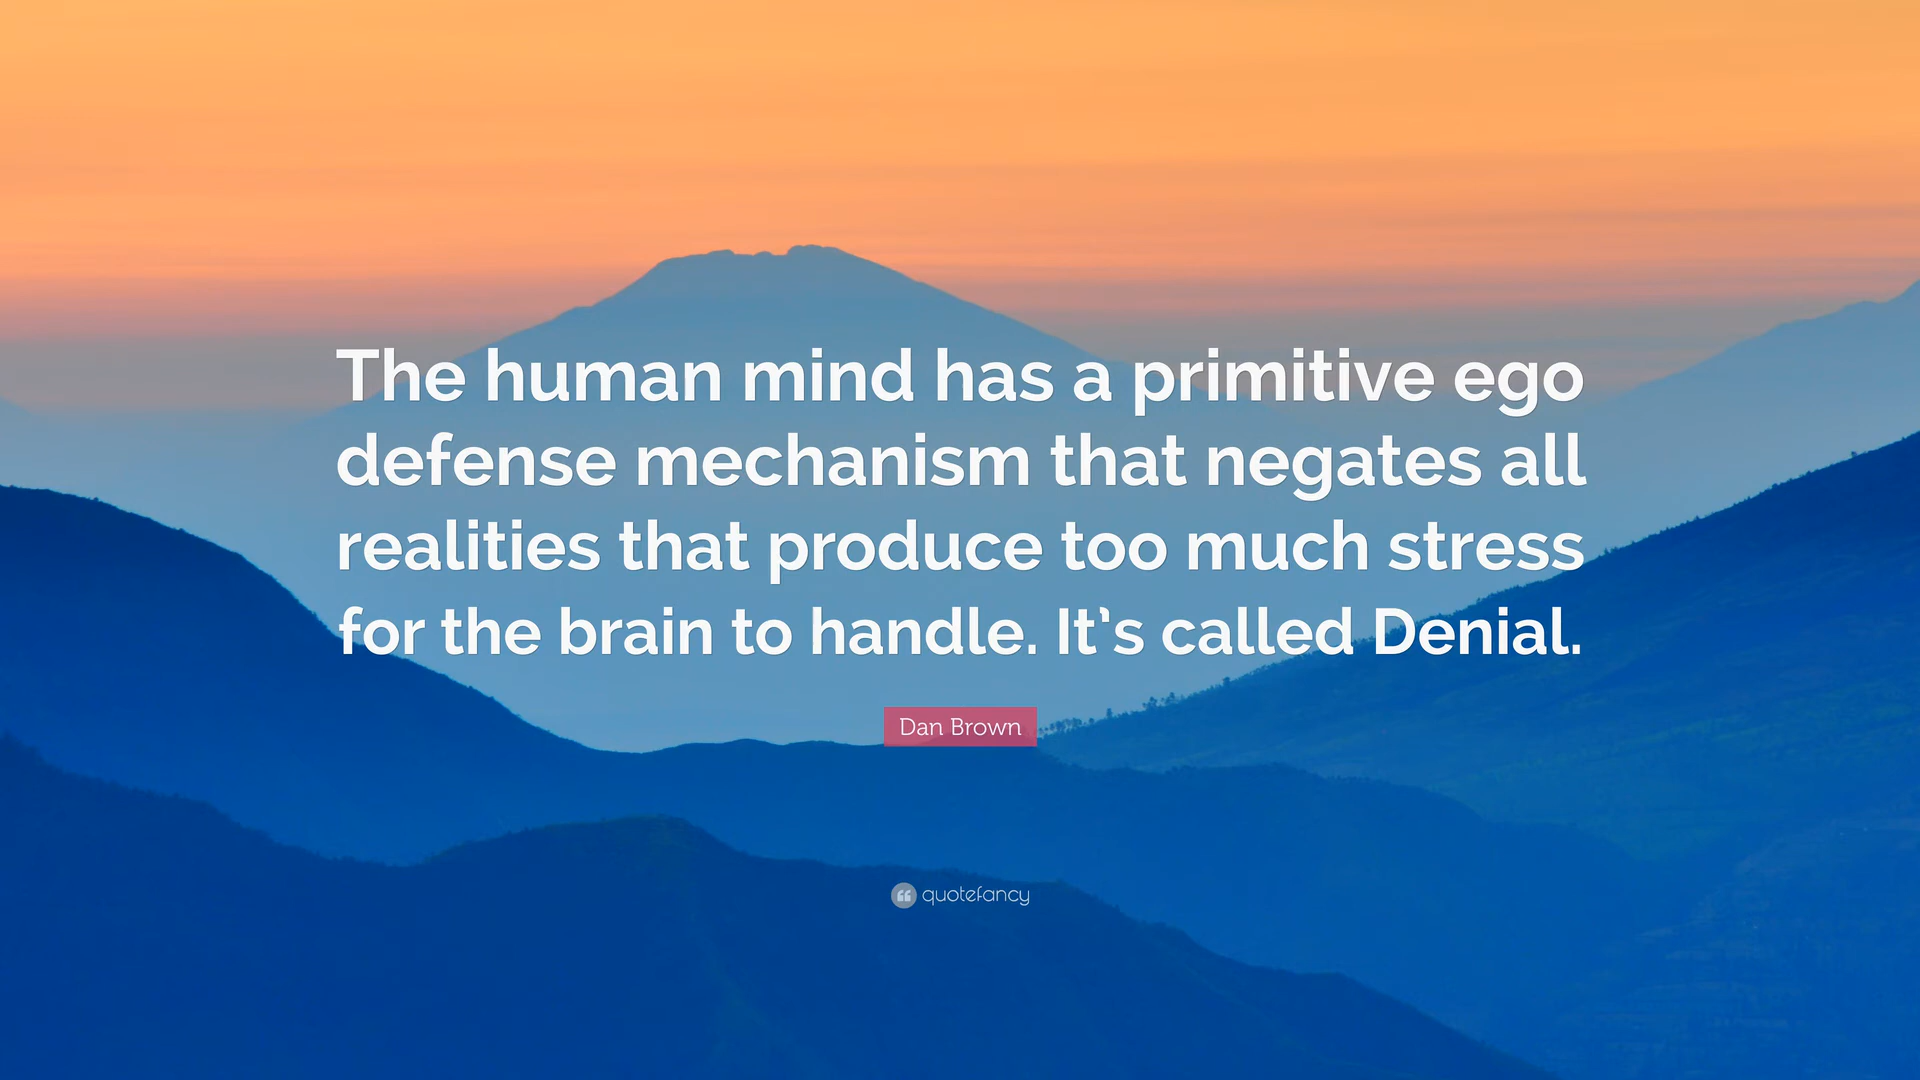 The human mind has a primitive ego
defense mechanism that negates all
realities that produce too much stress
for the brain to handle. It’s called Denial.
Dan Brown
quotefancy